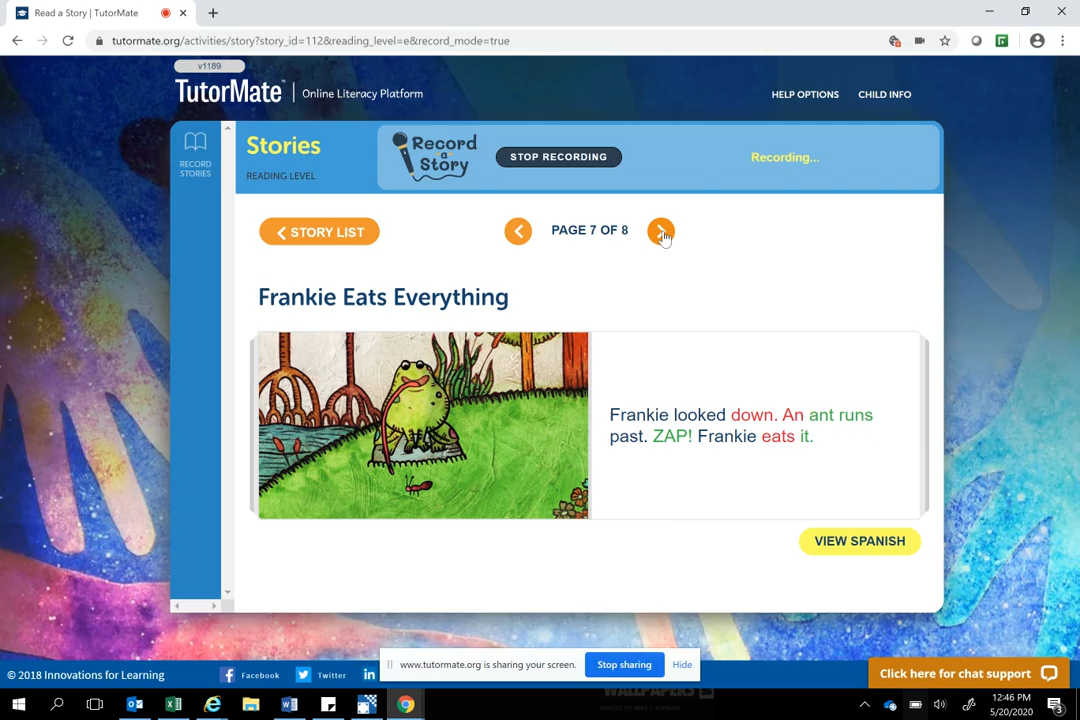 Read a Story | TutorMate
tutormate.org/activities/story?story_id=112&reading_level=e&record_mode=true
v1189
TutorMate | Online Literacy Platform
HELP OPTIONS CHILD INFO
RECORD
STORIES
Stories
READING LEVEL
Record
a
Story
STOP RECORDING
Recording...
STORY LIST
PAGE 7 OF 8
Frankie Eats Everything
Frankie looked down. An ant runs
past. ZAP! Frankie eats it.
VIEW SPANISH
© 2018 Innovations for Learning
Facebook
Twitter
in
www.tutormate.org is sharing your screen.
Stop sharing
Hide
Click here for chat support
WALLPAPERS
12:46 PM
5/20/2020
3